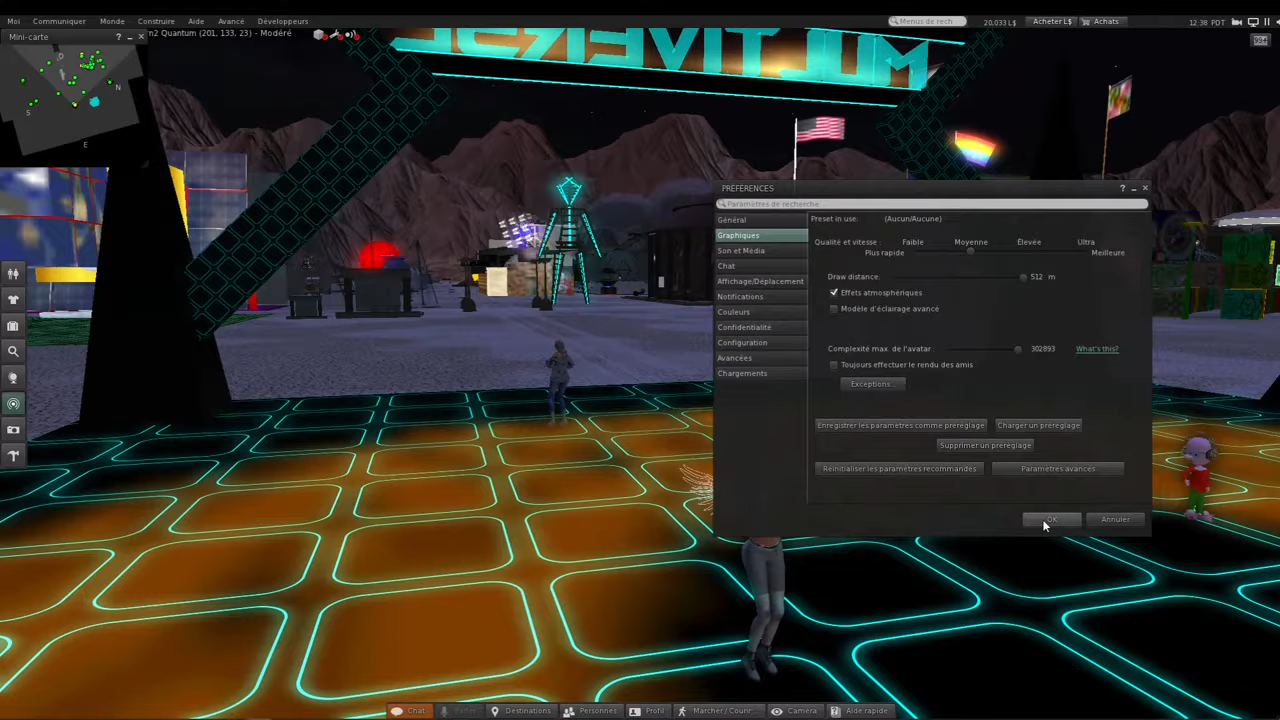 Moi Communiquer Monde Construire Aide Avancé Développeurs
Menus de rech
20,033 L$ Acheter L$ Achats 12:38 PDT
Mini-carte ? _ ×
n2 Quantum (201, 133, 23) - Modéré
N
S
E
PRÉFÉRENCES ? _ ×
Paramètres de recherche
Général
Graphiques
Son et Média
Chat
Affichage/Déplacement
Notifications
Couleurs
Confidentialité
Configuration
Avancées
Chargements
Preset in use: (Aucun/Aucune)
Qualité et vitesse : Faible Moyenne Élevée Ultra
Plus rapide Meilleure
Draw distance: 512 m
Effets atmosphériques
Modèle d'éclairage avancé
Complexité max. de l'avatar : 302893 What's this?
Toujours effectuer le rendu des amis
Exceptions...
Enregistrer les paramètres comme préréglage Charger un préréglage
Supprimer un préréglage
Réinitialiser les paramètres recommandés Paramètres avancés
OK Annuler
Chat Destinations Personnes Profil Marcher / Courir... Caméra Aide rapide